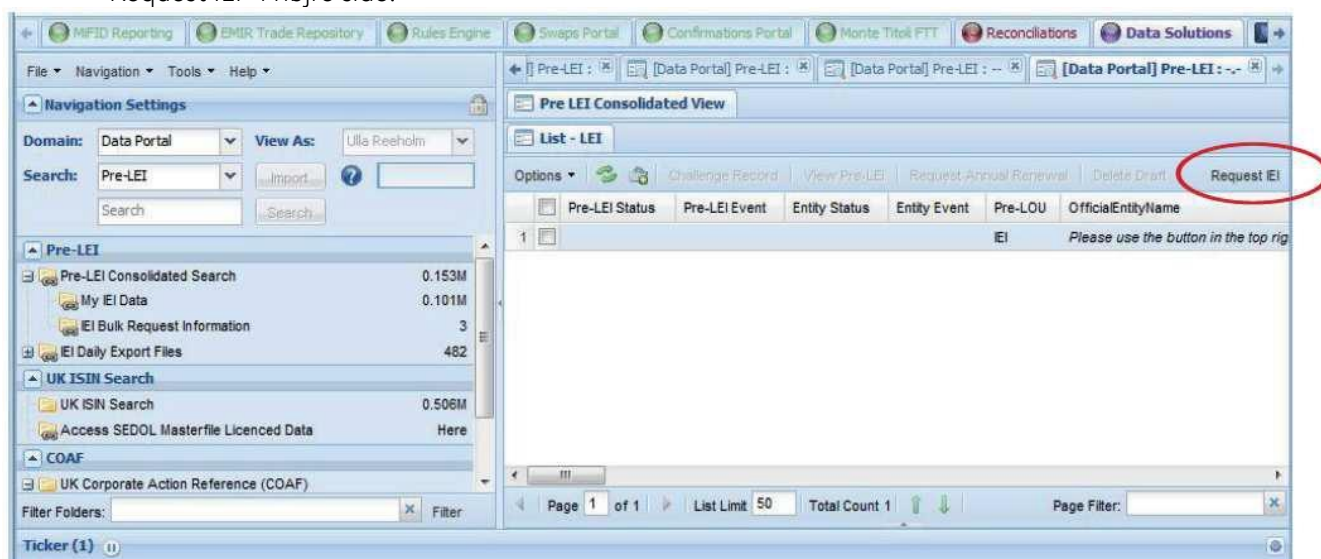 MiFID Reporting EMIR Trade Repository Rules Engine Swaps Portal Confirmations Portal Monte Titoli FTT Reconciliations Data Solutions
File Navigation Tools Help
[Data Portal] Pre-LEI : [Data Portal] Pre-LEI : -- [Data Portal] Pre-LEI : -.-
Navigation Settings
Pre LEI Consolidated View
Domain: Data Portal View As: Ulla Reeholm
List - LEI
Search: Pre-LEI Import
Options Challenge Record View Pre-LEI Request Annual Renewal Delete Draft Request IEI
Search Search
Pre-LEI Status Pre-LEI Event Entity Status Entity Event Pre-LOU OfficialEntityName
1 IEI Please use the button in the top rig
Pre-LEI
Pre-LEI Consolidated Search 0.153M
My IEI Data 0.101M
IEI Bulk Request Information 3
IEI Daily Export Files 482
UK ISIN Search
UK ISIN Search 0.506M
Access SEDOL Masterfile Licenced Data Here
COAF
UK Corporate Action Reference (COAF)
Filter Folders: Filter
Page 1 of 1 List Limit 50 Total Count 1 Page Filter:
Ticker (1)